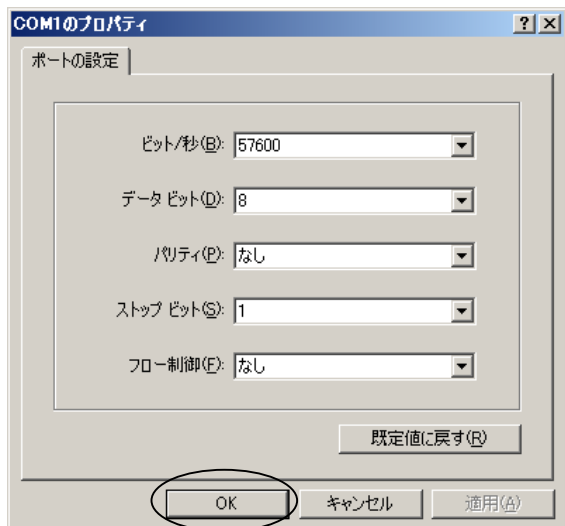 COM1のプロパティ
ポートの設定
ビット/秒(B): 57600
データ ビット(D): 8
パリティ(P): なし
ストップ ビット(S): 1
フロー制御(F): なし
既定値に戻す(R)
OK キャンセル 適用(A)